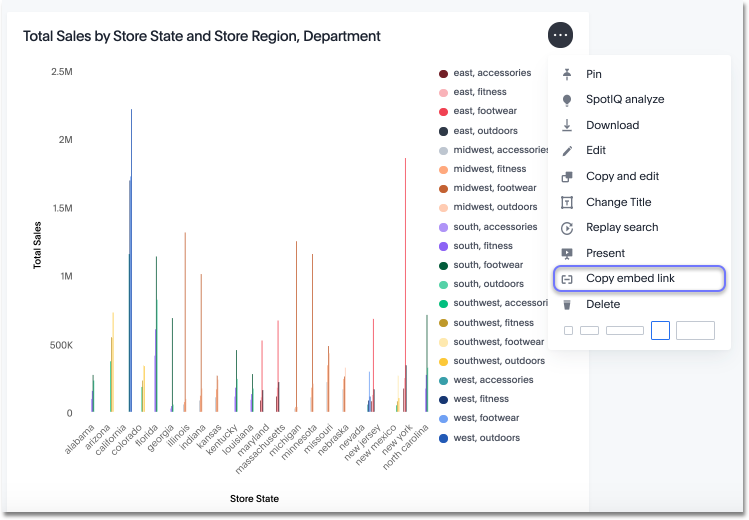 Total Sales by Store State and Store Region, Department
2.5M
2M
1.5M
1M
500K
0
Total Sales
alabama
arizona
california
colorado
florida
georgia
illinois
indiana
kansas
kentucky
louisiana
maryland
massachusetts
michigan
minnesota
missouri
nebraska
nevada
new jersey
new mexico
new york
north carolina
Store State
east, accessories
east, fitness
east, footwear
east, outdoors
midwest, accessories
midwest, fitness
midwest, footwear
midwest, outdoors
south, accessories
south, fitness
south, footwear
south, outdoors
southwest, accessori
southwest, fitness
southwest, footwear
southwest, outdoors
west, accessories
west, fitness
west, footwear
west, outdoors
Pin
SpotIQ analyze
Download
Edit
Copy and edit
Change Title
Replay search
Present
Copy embed link
Delete